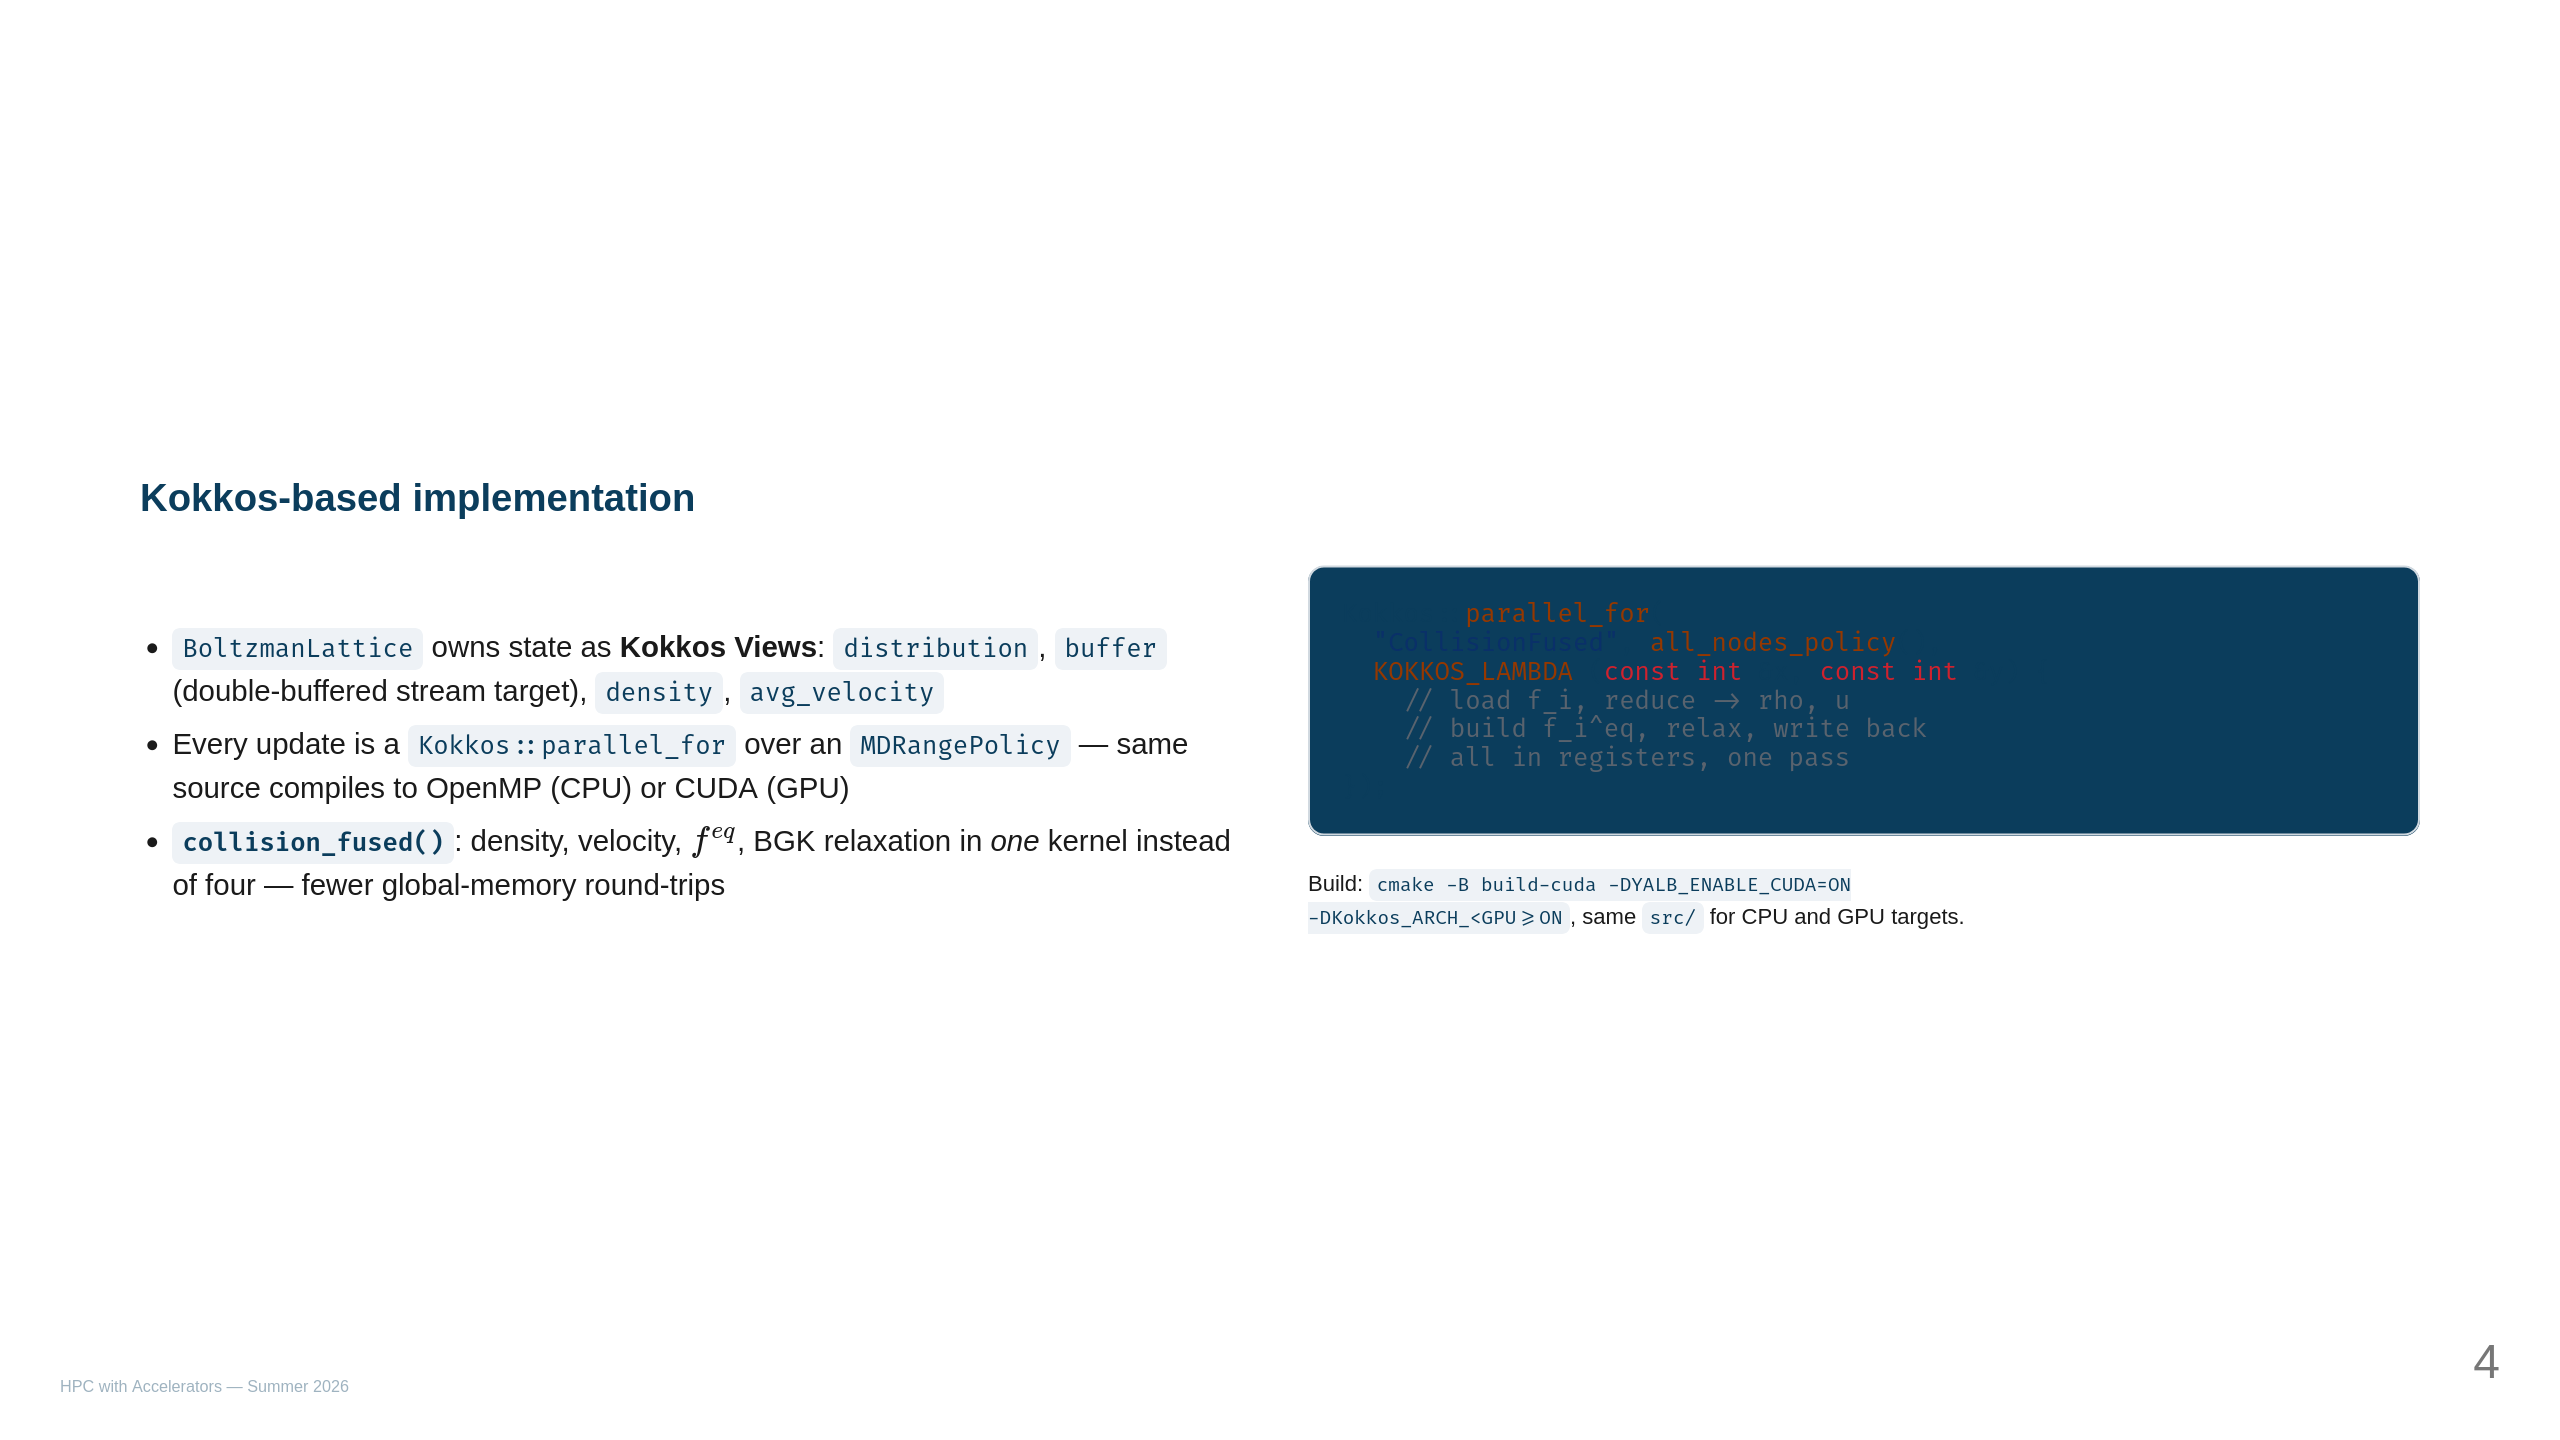 Kokkos-based implementation
• BoltzmanLattice owns state as Kokkos Views: distribution, buffer
(double-buffered stream target), density, avg_velocity
• Every update is a Kokkos::parallel_for over an MDRangePolicy — same
source compiles to OpenMP (CPU) or CUDA (GPU)
• collision_fused(): density, velocity, f^eq, BGK relaxation in one kernel instead
of four — fewer global-memory round-trips
parallel_for
"CollisionFused" all_nodes_policy
KOKKOS_LAMBDA const int const int
// load f_i, reduce -> rho, u
// build f_i^eq, relax, write back
// all in registers, one pass
Build: cmake -B build-cuda -DYALB_ENABLE_CUDA=ON
-DKokkos_ARCH_<GPU>=ON, same src/ for CPU and GPU targets.
HPC with Accelerators — Summer 2026
4